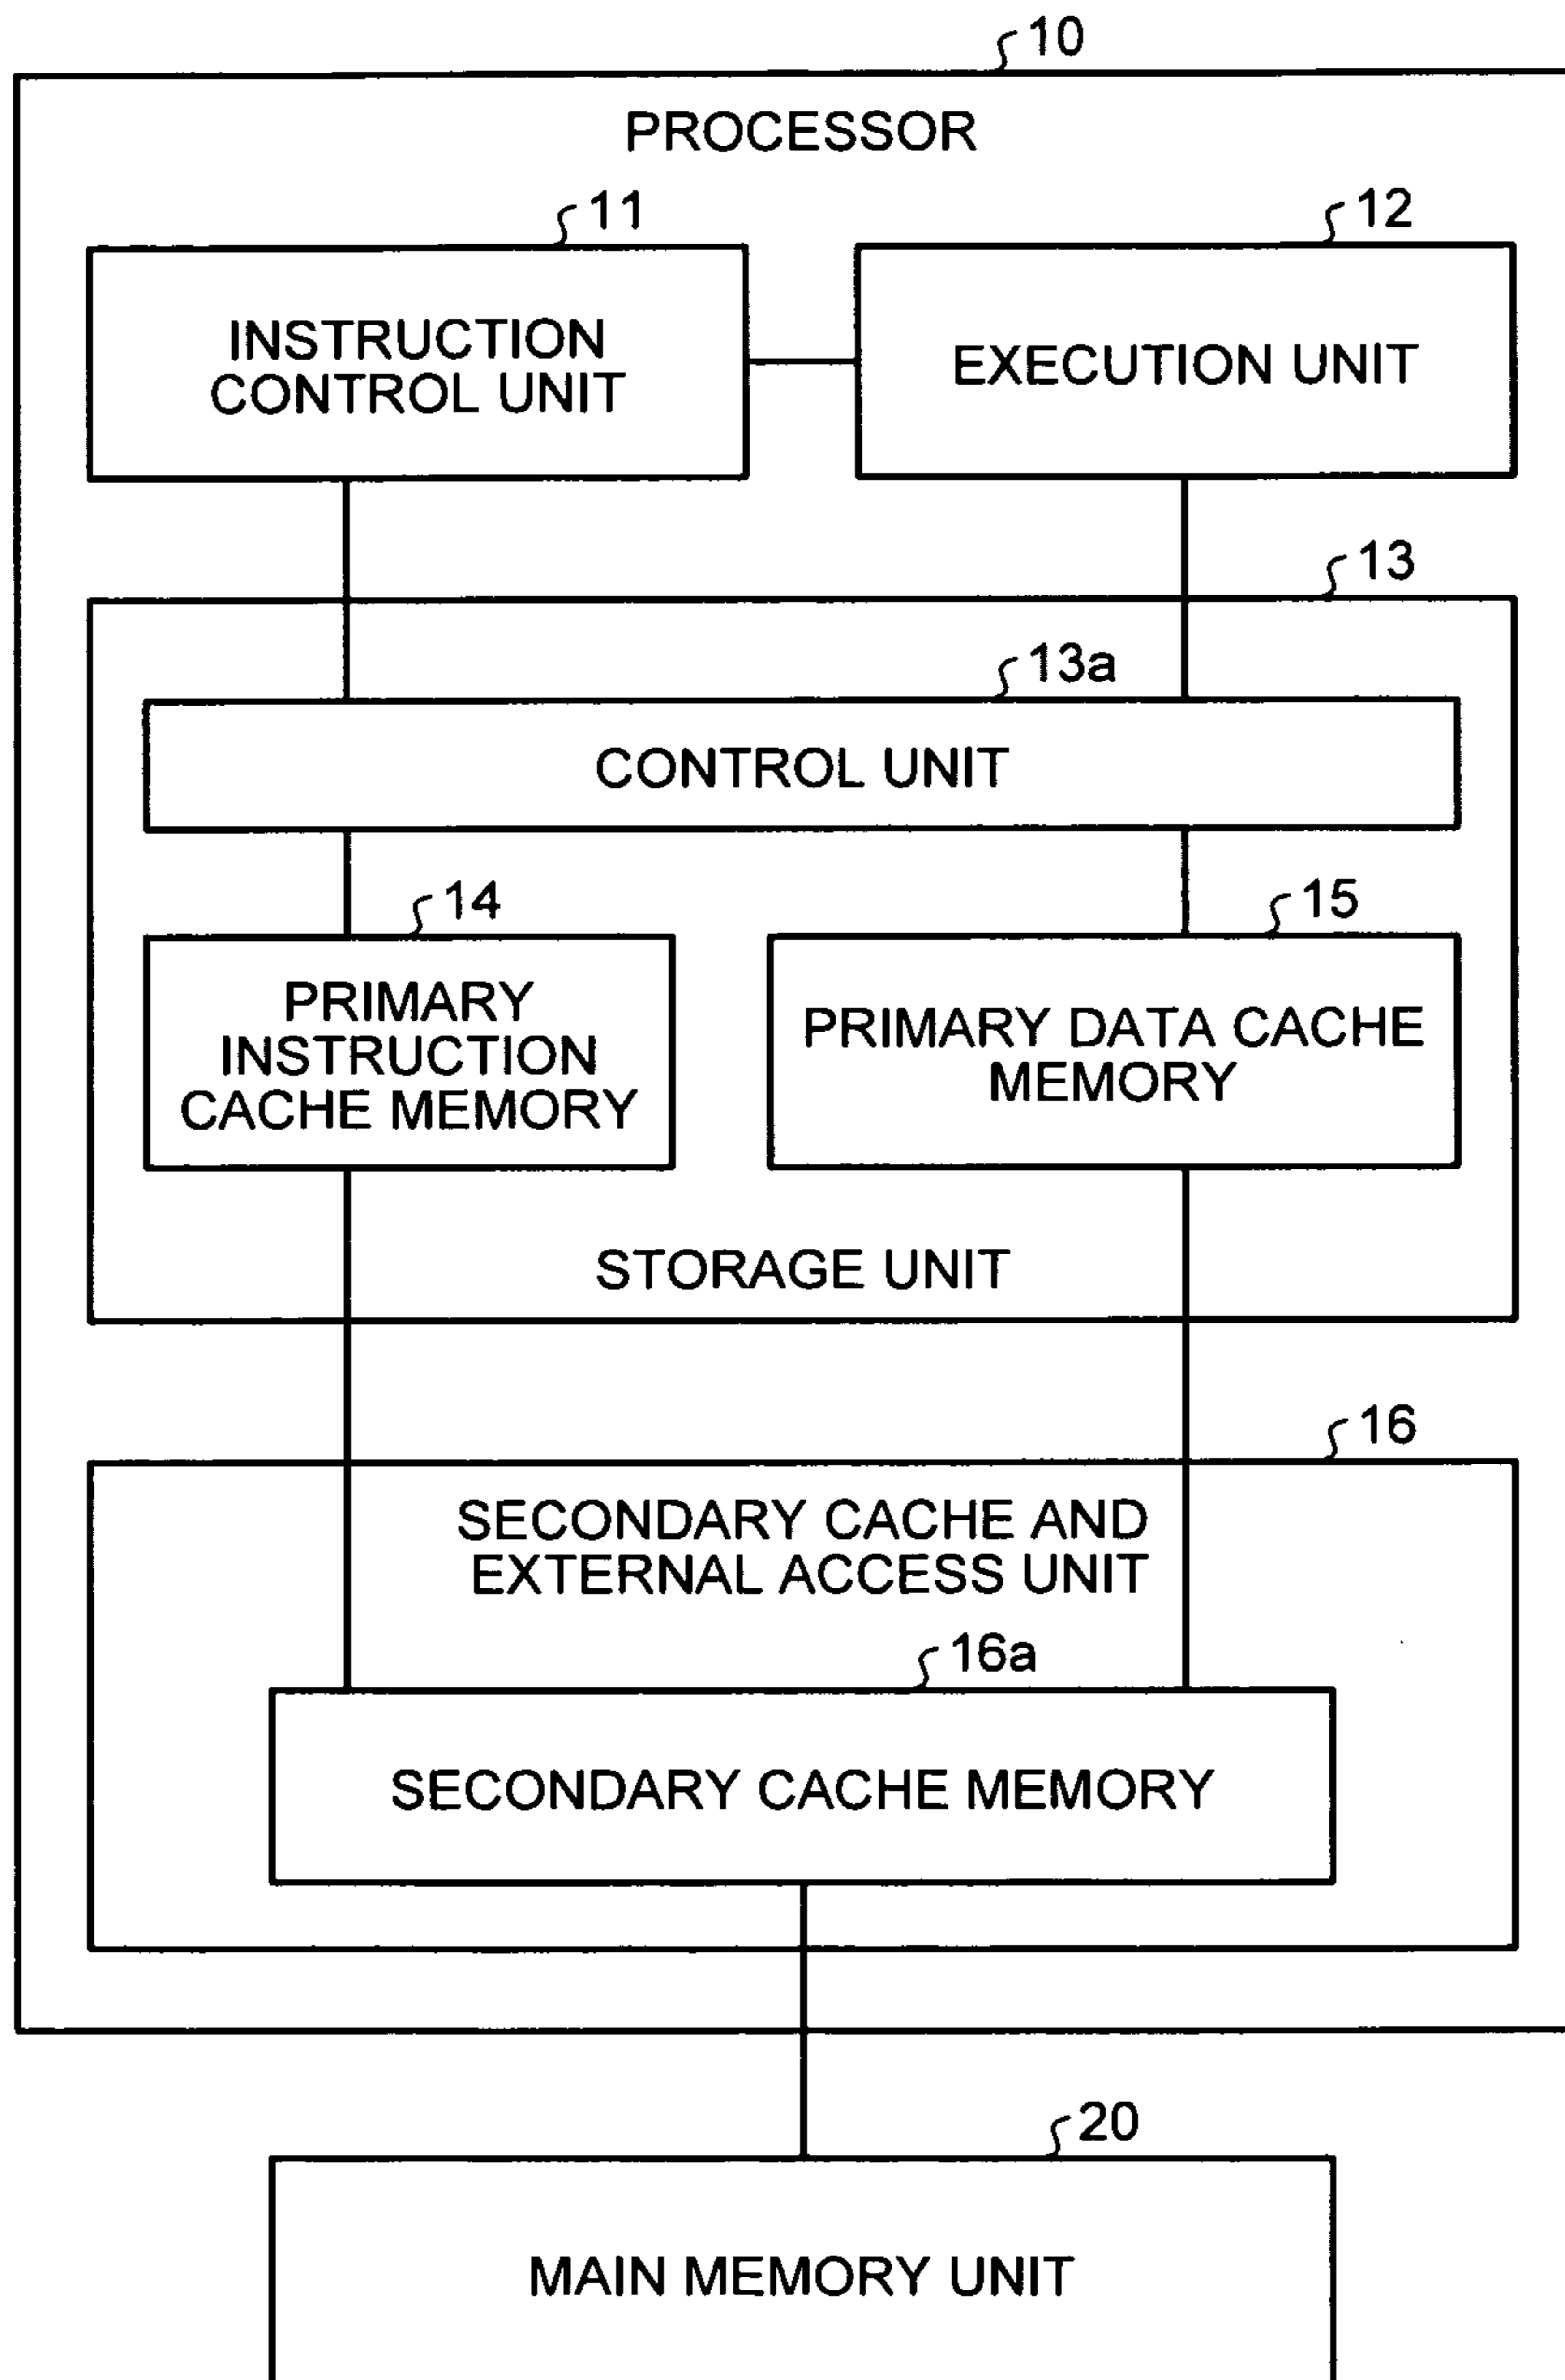 10
PROCESSOR
11
12
INSTRUCTION
CONTROL UNIT
EXECUTION UNIT
13
13a
CONTROL UNIT
14
15
PRIMARY
INSTRUCTION
CACHE MEMORY
PRIMARY DATA CACHE
MEMORY
STORAGE UNIT
16
SECONDARY CACHE AND
EXTERNAL ACCESS UNIT
16a
SECONDARY CACHE MEMORY
20
MAIN MEMORY UNIT